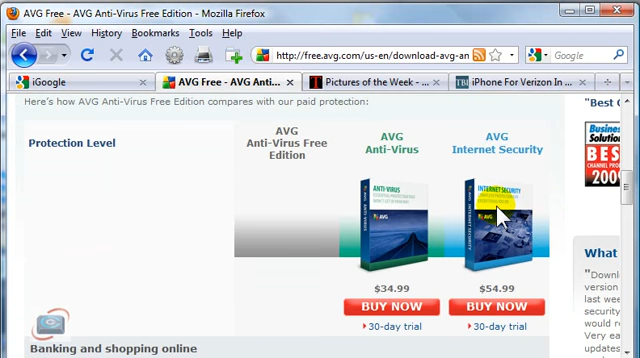 AVG Free - AVG Anti-Virus Free Edition - Mozilla Firefox
File Edit View History Bookmarks Tools Help
http://free.avg.com/us-en/download-avg-an
Google
iGoogle
AVG Free - AVG Anti...
Pictures of the Week - ...
iPhone For Verizon In ...
Here's how AVG Anti-Virus Free Edition compares with our paid protection:
Protection Level
AVG
Anti-Virus Free
Edition
AVG
Anti-Virus
AVG
Internet Security
ANTI-VIRUS
INTERNET SECURITY
$34.99
$54.99
BUY NOW
BUY NOW
30-day trial
30-day trial
Banking and shopping online
"Best
Business
Solution
BES
CHANNEL PRO
200
What
"Downl
version
last wee
security
would r
Very ea
updates